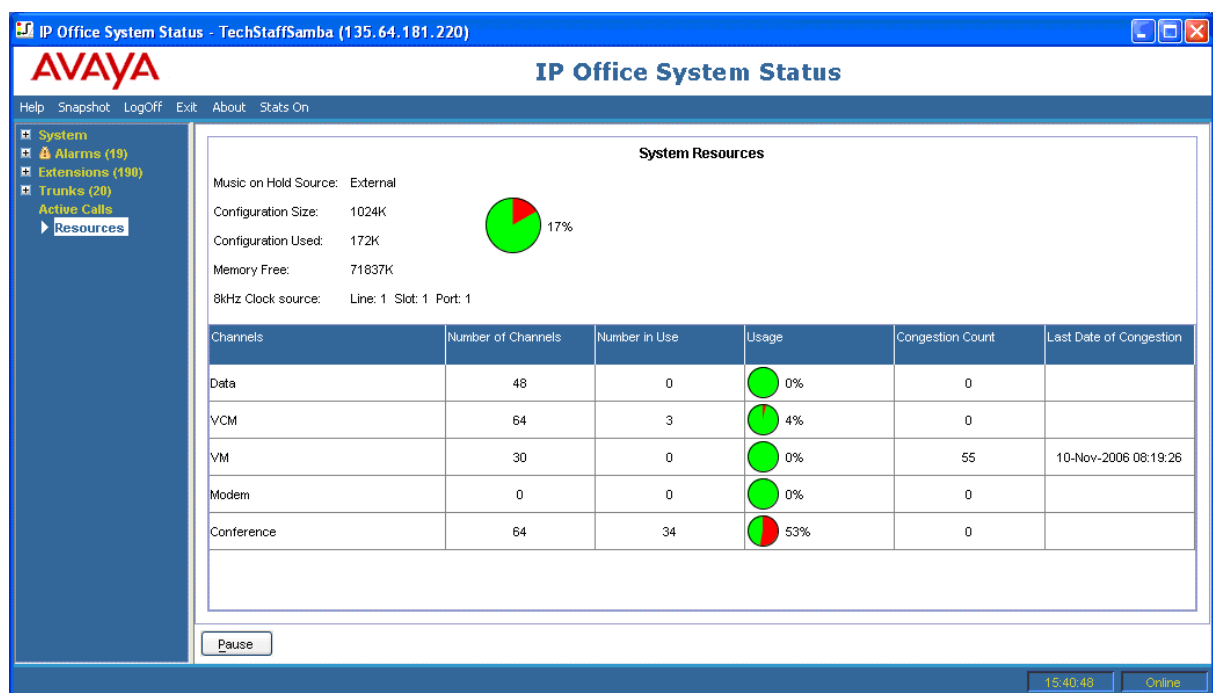 IP Office System Status - TechStaffSamba (135.64.181.220)
AVAYA
IP Office System Status
Help Snapshot LogOff Exit About Stats On
System
Alarms (19)
Extensions (190)
Trunks (20)
Active Calls
Resources
System Resources
Music on Hold Source: External
Configuration Size: 1024K
17%
Configuration Used: 172K
Memory Free: 71837K
8kHz Clock source: Line: 1 Slot: 1 Port: 1
Channels Number of Channels Number in Use Usage Congestion Count Last Date of Congestion
Data 48 0 0% 0
VCM 64 3 4% 0
VM 30 0 0% 55 10-Nov-2006 08:19:26
Modem 0 0 0% 0
Conference 64 34 53% 0
Pause
15:40:48 Online